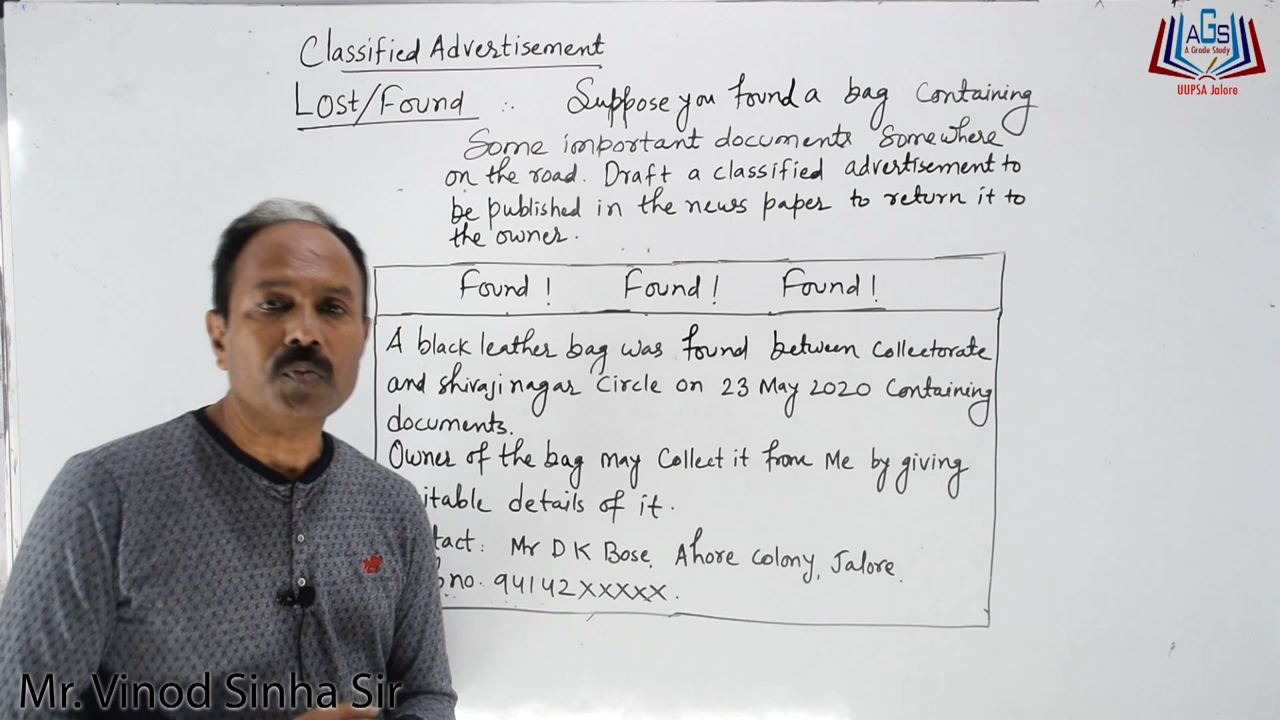 Classified Advertisement
Lost/Found :. Suppose you found a bag containing
Some important documents Somewhere
on the road. Draft a classified advertisement to
be published in the news paper to return it to
the owner.
Found ! Found ! Found !
A black leather bag was found between Collectorate
and shivaji nagar Circle on 23 May 2020 Containing
documents.
Owner of the bag may Collect it from Me by giving
itable details of it.
tact: Mr D K Bose, Ahore Colony, Jalore.
no. 94142XXXXX.
AGS
A Grade Study
UUPSA Jalore
Mr. Vinod Sinha Sir